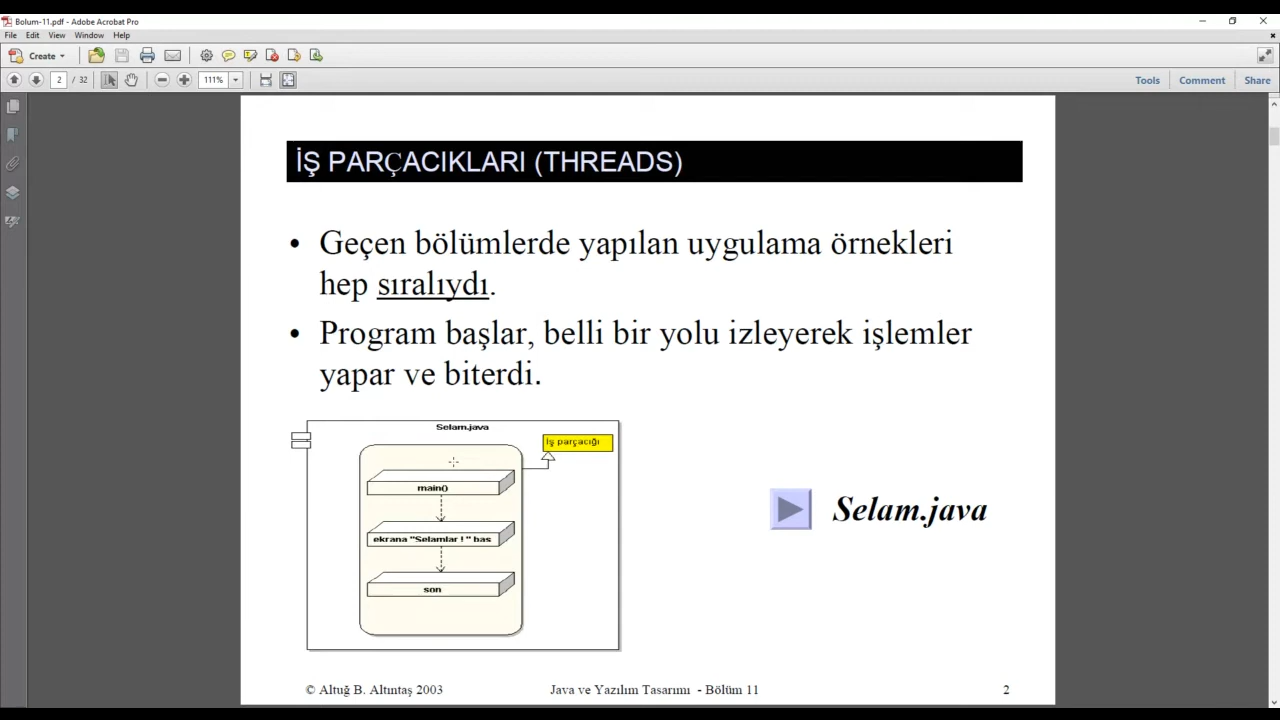 Bolum-11.pdf - Adobe Acrobat Pro
File Edit View Window Help
Create
2 / 32 111% Tools Comment Share
İŞ PARÇACIKLARI (THREADS)
• Geçen bölümlerde yapılan uygulama örnekleri
hep sıralıydı.
• Program başlar, belli bir yolu izleyerek işlemler
yapar ve biterdi.
Selam.java
İş parçacığı
main()
ekrana "Selamlar !" bas
son
Selam.java
© Altuğ B. Altıntaş 2003 Java ve Yazılım Tasarımı - Bölüm 11 2